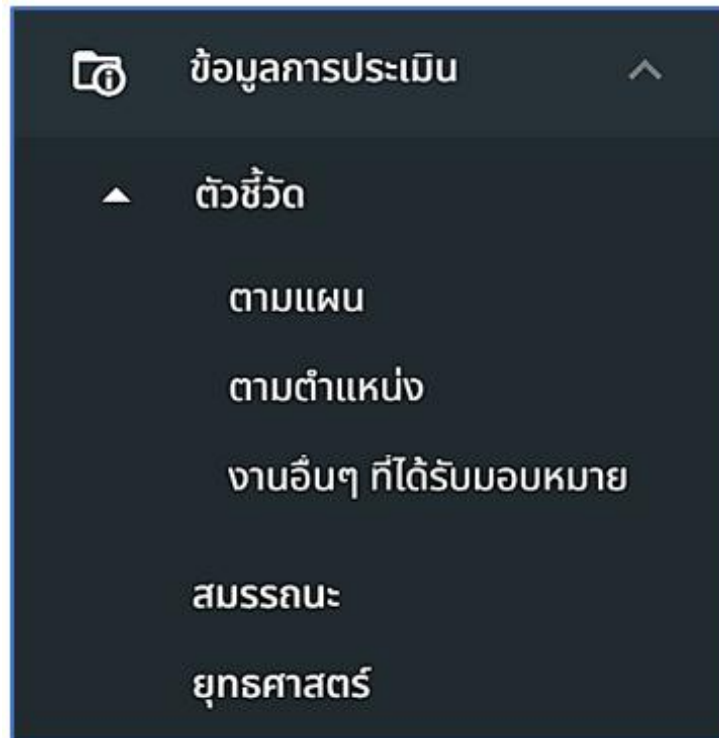 ข้อมูลการประเมิน
ตัวชี้วัด
ตามแผน
ตามตำแหน่ง
งานอื่นๆ ที่ได้รับมอบหมาย
สมรรถนะ
ยุทธศาสตร์